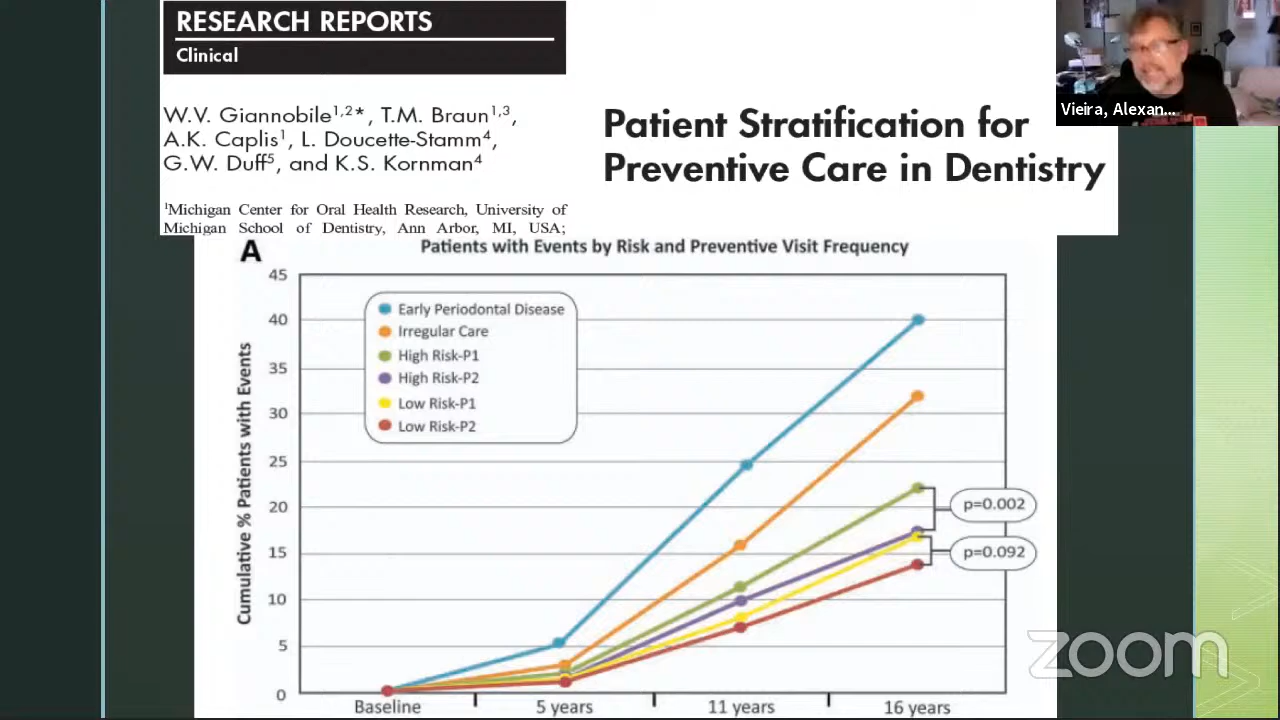 RESEARCH REPORTS
Clinical
W.V. Giannobile1,2*, T.M. Braun1,3,
A.K. Caplis1, L. Doucette-Stamm4,
G.W. Duff5, and K.S. Kornman4
1Michigan Center for Oral Health Research, University of
Michigan School of Dentistry, Ann Arbor, MI, USA;
Patient Stratification for
Preventive Care in Dentistry
Vieira, Alexan...
A
Patients with Events by Risk and Preventive Visit Frequency
Cumulative % Patients with Events
45
40
35
30
25
20
15
10
5
0
Early Periodontal Disease
Irregular Care
High Risk-P1
High Risk-P2
Low Risk-P1
Low Risk-P2
p=0.002
p=0.092
Baseline
5 years
11 years
16 years
zoom